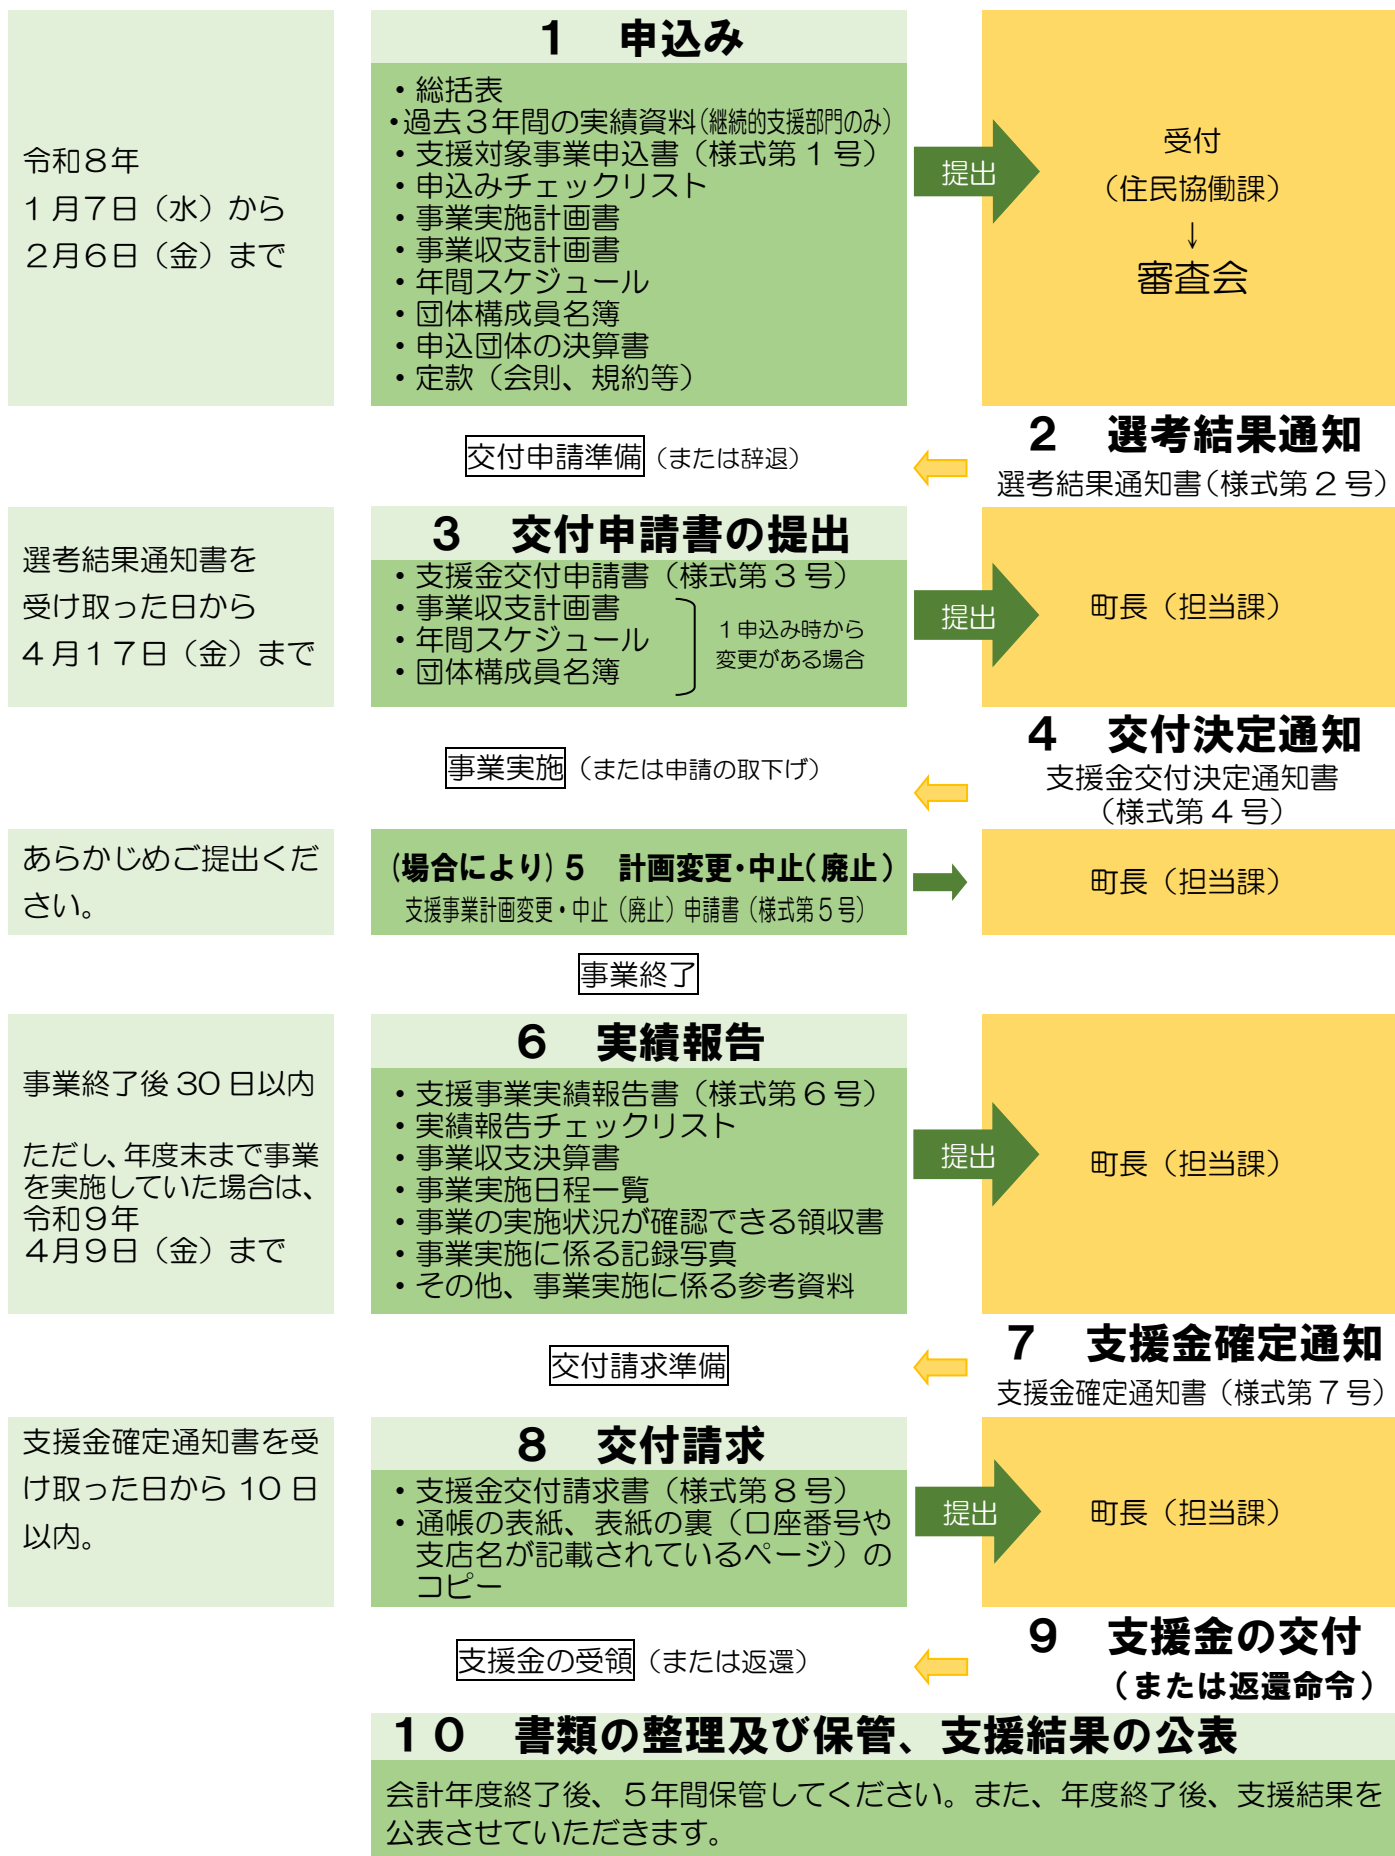 令和８年
１月７日（水）から
２月６日（金）まで
１　申込み
・総括表
・過去３年間の実績資料（継続的支援部門のみ）
・支援対象事業申込書（様式第１号）
・申込みチェックリスト
・事業実施計画書
・事業収支計画書
・年間スケジュール
・団体構成員名簿
・申込団体の決算書
・定款（会則、規約等）
提出
受付
（住民協働課）
↓
審査会
２　選考結果通知
選考結果通知書（様式第２号）
交付申請準備（または辞退）
選考結果通知書を
受け取った日から
４月１７日（金）まで
３　交付申請書の提出
・支援金交付申請書（様式第３号）
・事業収支計画書
・年間スケジュール
・団体構成員名簿
１申込み時から
変更がある場合
提出
町長（担当課）
４　交付決定通知
支援金交付決定通知書
（様式第４号）
事業実施（または申請の取下げ）
あらかじめご提出くだ
さい。
（場合により）５　計画変更・中止（廃止）
支援事業計画変更・中止（廃止）申請書（様式第５号）
町長（担当課）
事業終了
事業終了後30日以内
ただし、年度末まで事業
を実施していた場合は、
令和９年
４月９日（金）まで
６　実績報告
・支援事業実績報告書（様式第６号）
・実績報告チェックリスト
・事業収支決算書
・事業実施日程一覧
・事業の実施状況が確認できる領収書
・事業実施に係る記録写真
・その他、事業実施に係る参考資料
提出
町長（担当課）
７　支援金確定通知
支援金確定通知書（様式第７号）
交付請求準備
支援金確定通知書を受
け取った日から 10 日
以内。
８　交付請求
・支援金交付請求書（様式第８号）
・通帳の表紙、表紙の裏（口座番号や
支店名が記載されているページ）の
コピー
提出
町長（担当課）
９　支援金の交付
（または返還命令）
支援金の受領（または返還）
１０　書類の整理及び保管、支援結果の公表
会計年度終了後、５年間保管してください。また、年度終了後、支援結果を
公表させていただきます。